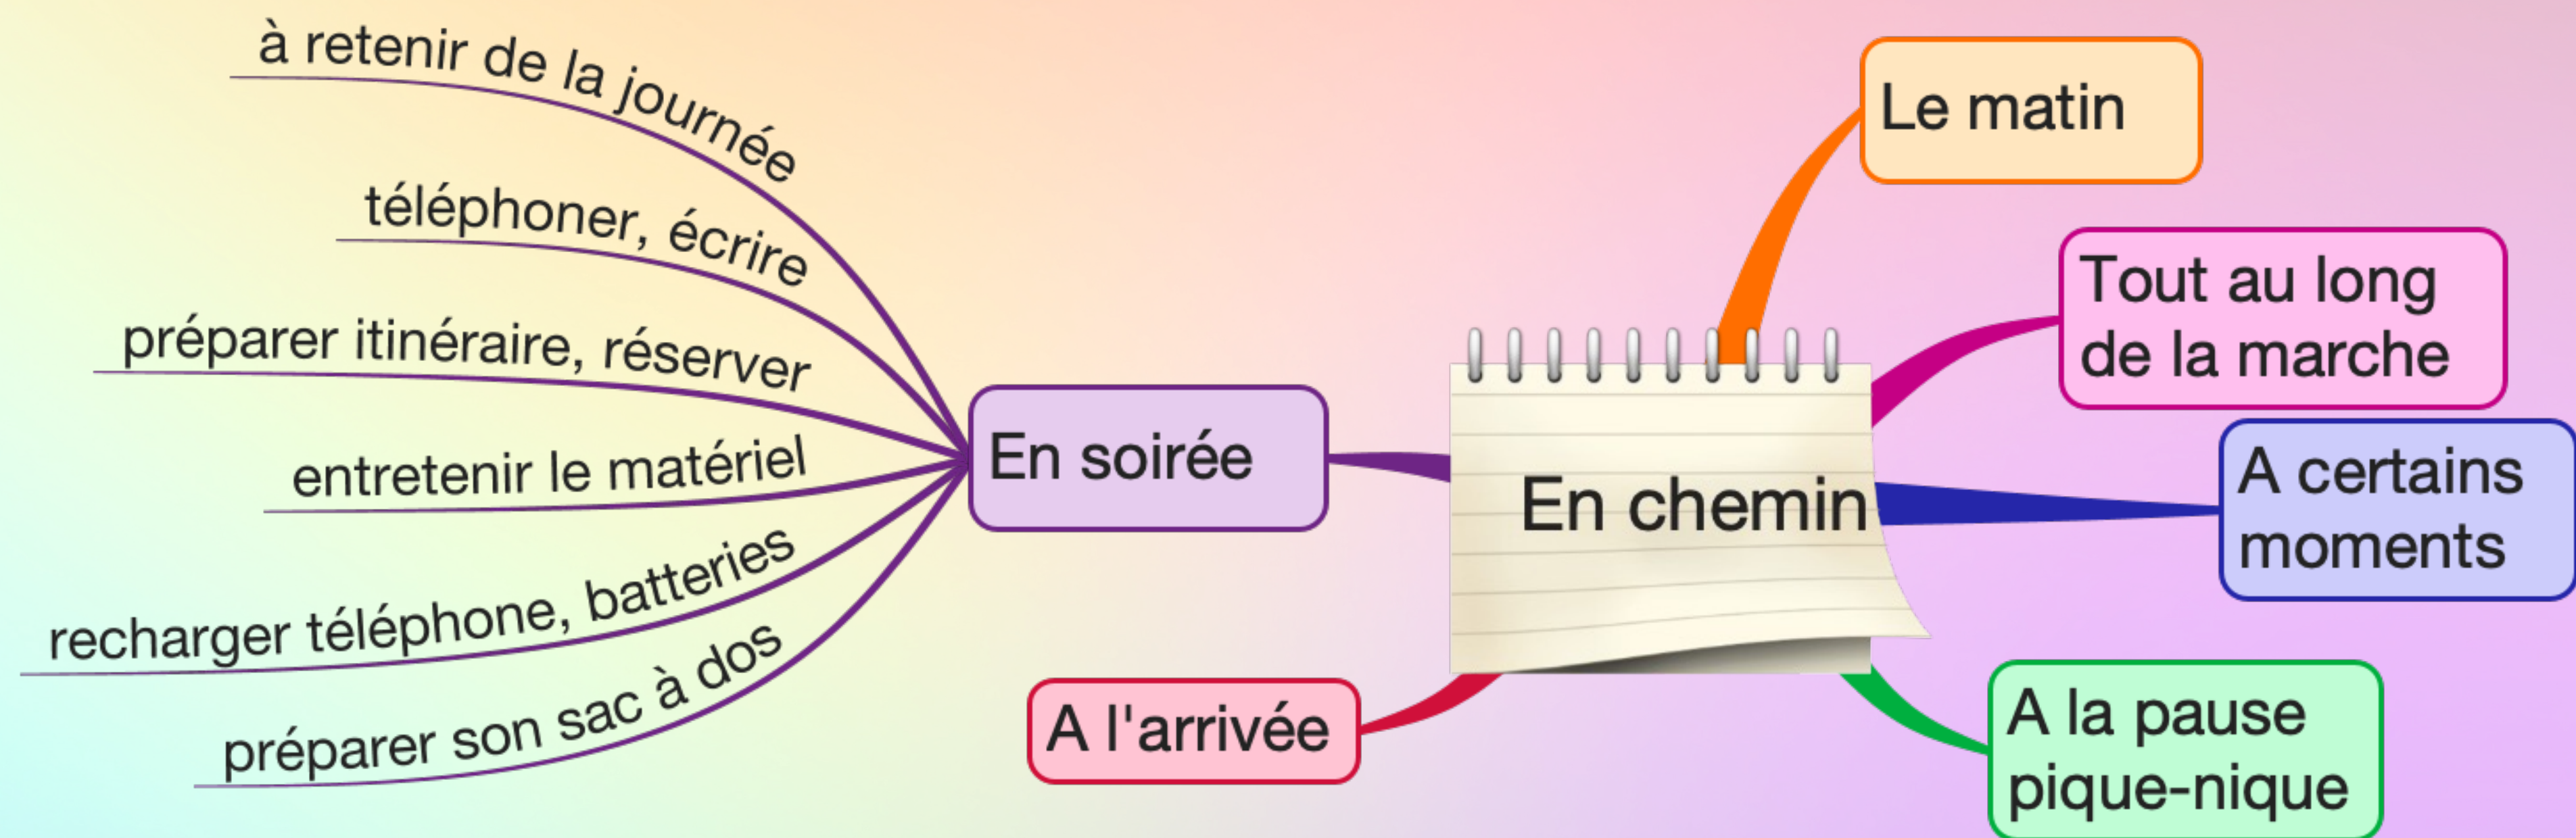 à retenir de la journée
téléphoner, écrire
préparer itinéraire, réserver
entretenir le matériel
recharger téléphone, batteries
préparer son sac à dos
En soirée
A l'arrivée
En chemin
Le matin
Tout au long
de la marche
A certains
moments
A la pause
pique-nique